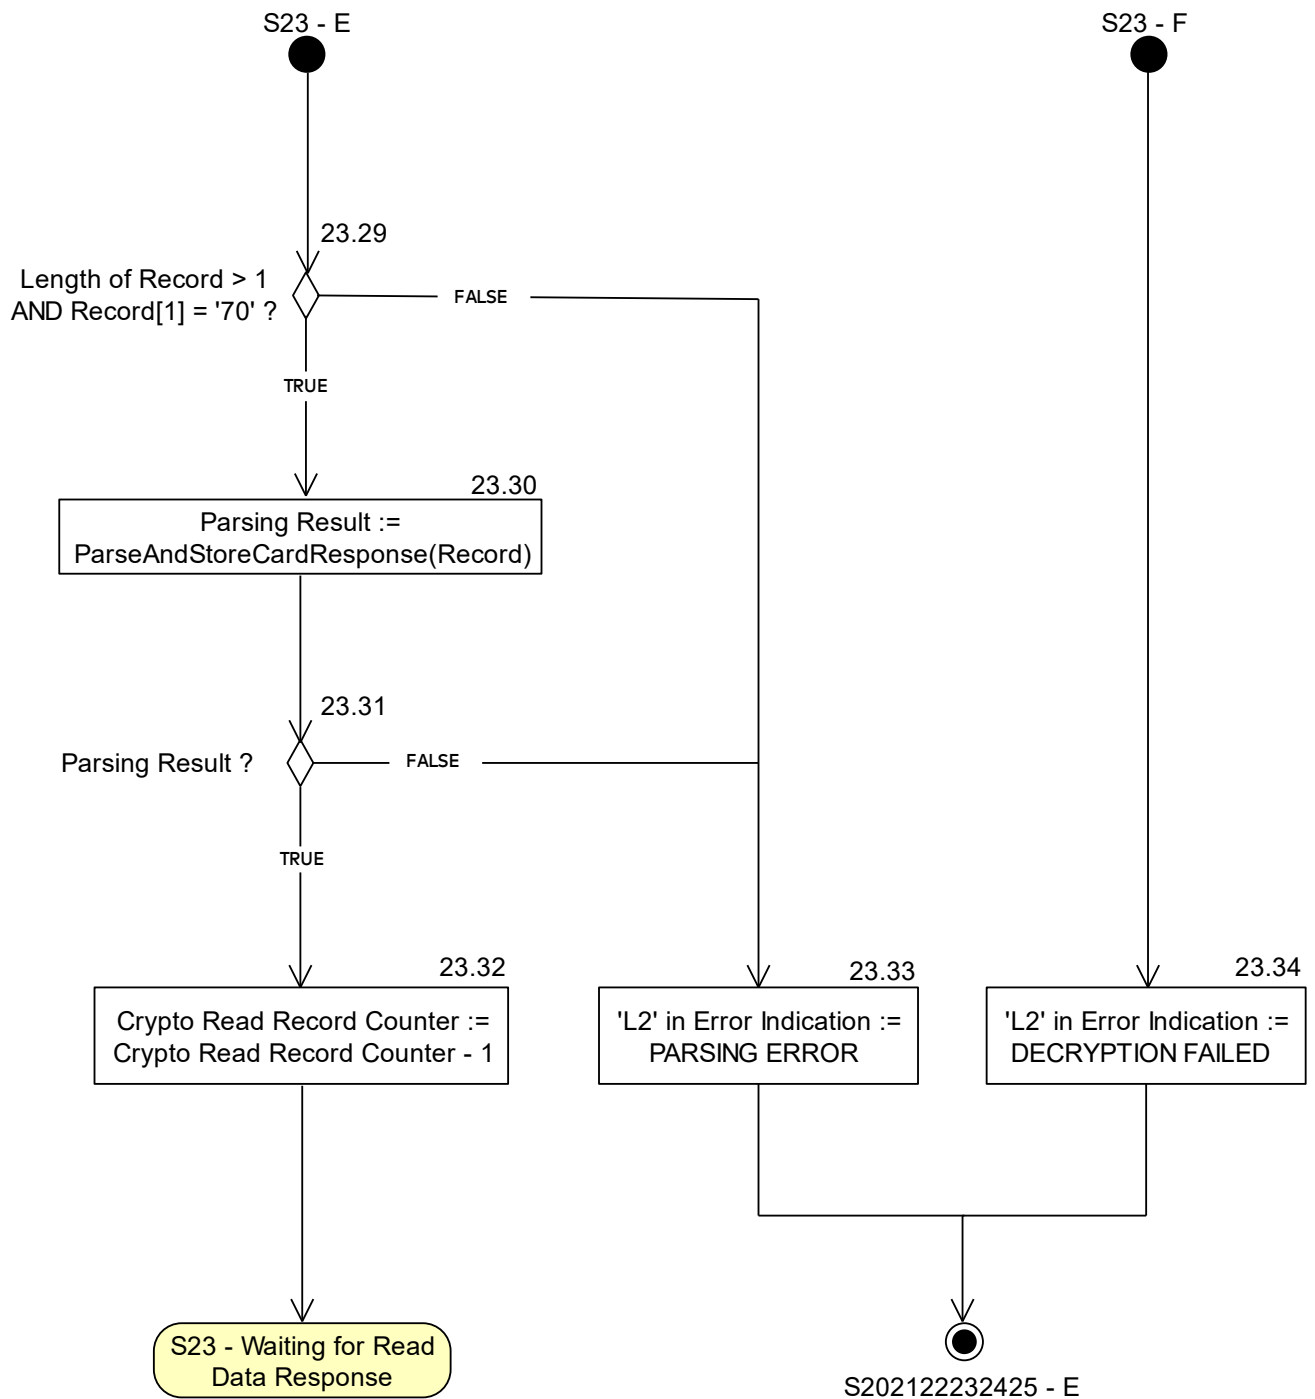 S23 - E
S23 - F
23.29
Length of Record > 1
AND Record[1] = '70' ?
FALSE
TRUE
23.30
Parsing Result :=
ParseAndStoreCardResponse(Record)
23.31
Parsing Result ?
FALSE
TRUE
23.32
23.33
23.34
Crypto Read Record Counter :=
Crypto Read Record Counter - 1
'L2' in Error Indication :=
PARSING ERROR
'L2' in Error Indication :=
DECRYPTION FAILED
S23 - Waiting for Read
Data Response
S202122232425 - E